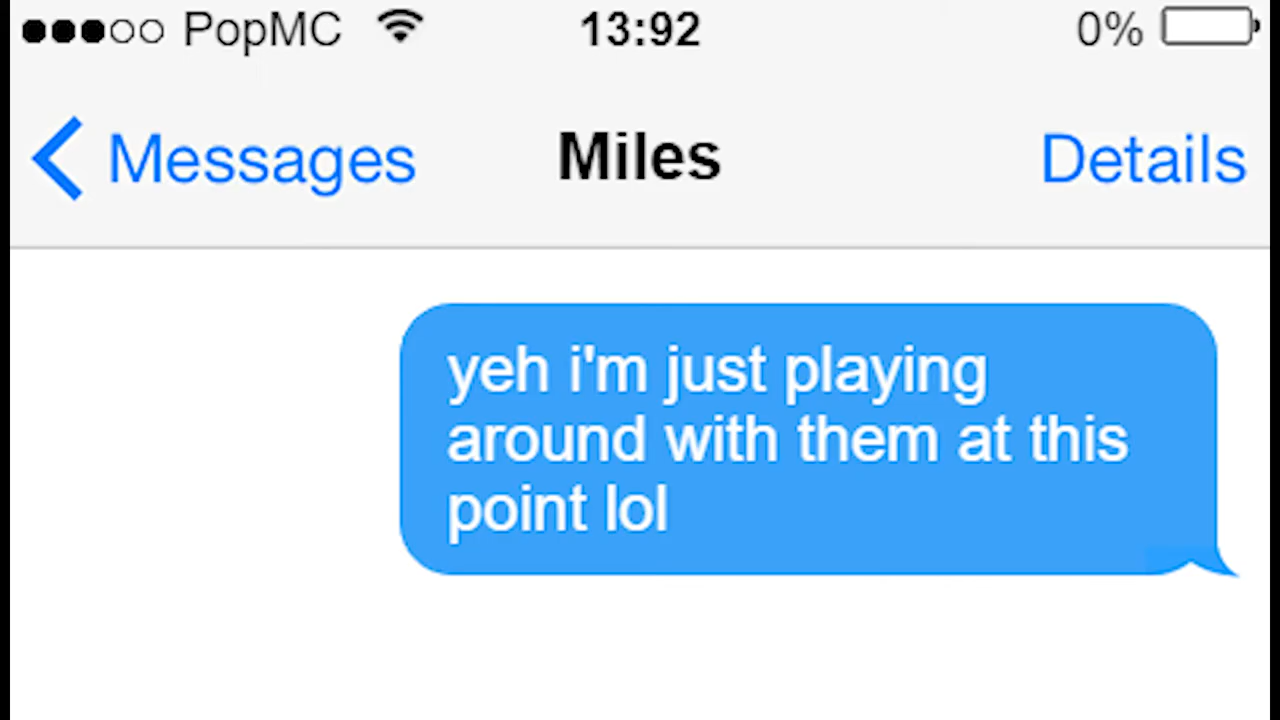 PopMC 13:92 0%
Messages Miles Details
yeh i'm just playing
around with them at this
point lol